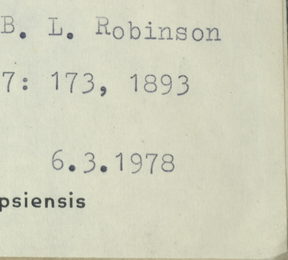 B. L. Robinson
7: 173, 1893
6.3.1978
psiensis